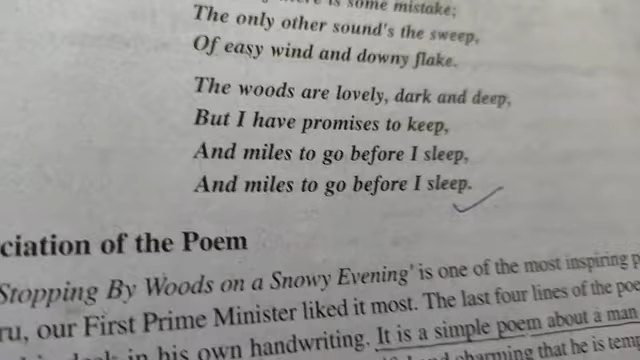 is some mistake;
The only other sound's the sweep,
Of easy wind and downy flake.
The woods are lovely, dark and deep,
But I have promises to keep,
And miles to go before I sleep,
And miles to go before I sleep.
ciation of the Poem
Stopping By Woods on a Snowy Evening' is one of the most inspiring p
ru, our First Prime Minister liked it most. The last four lines of the poe
in his own handwriting. It is a simple poem about a man
charming that he is tem